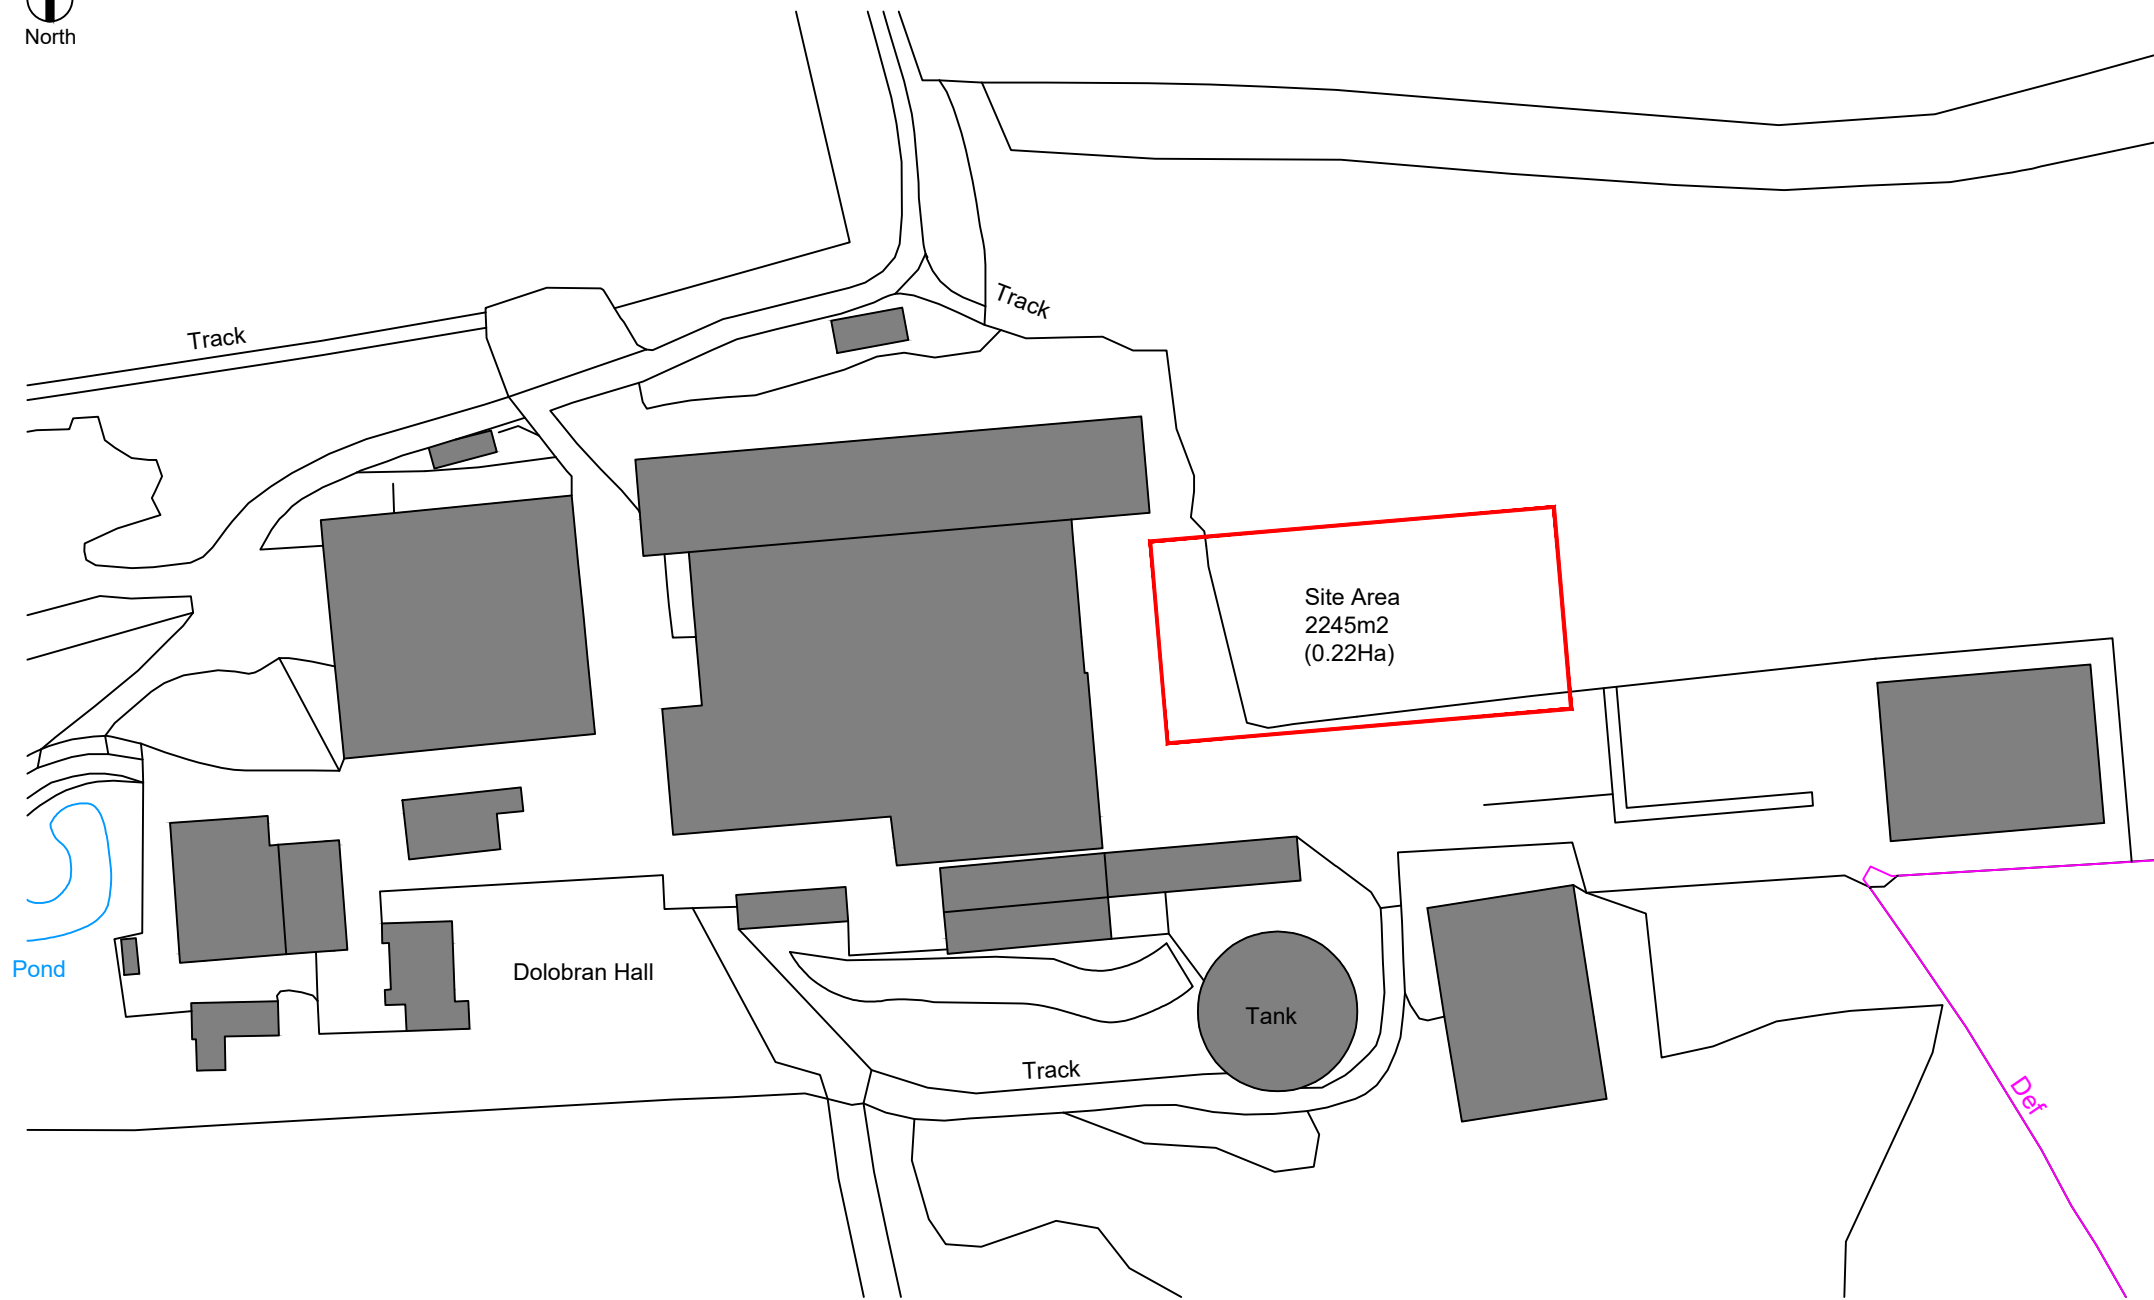 North
Track
Track
Site Area
2245m2
(0.22Ha)
Pond
Dolobran Hall
Tank
Track
Def